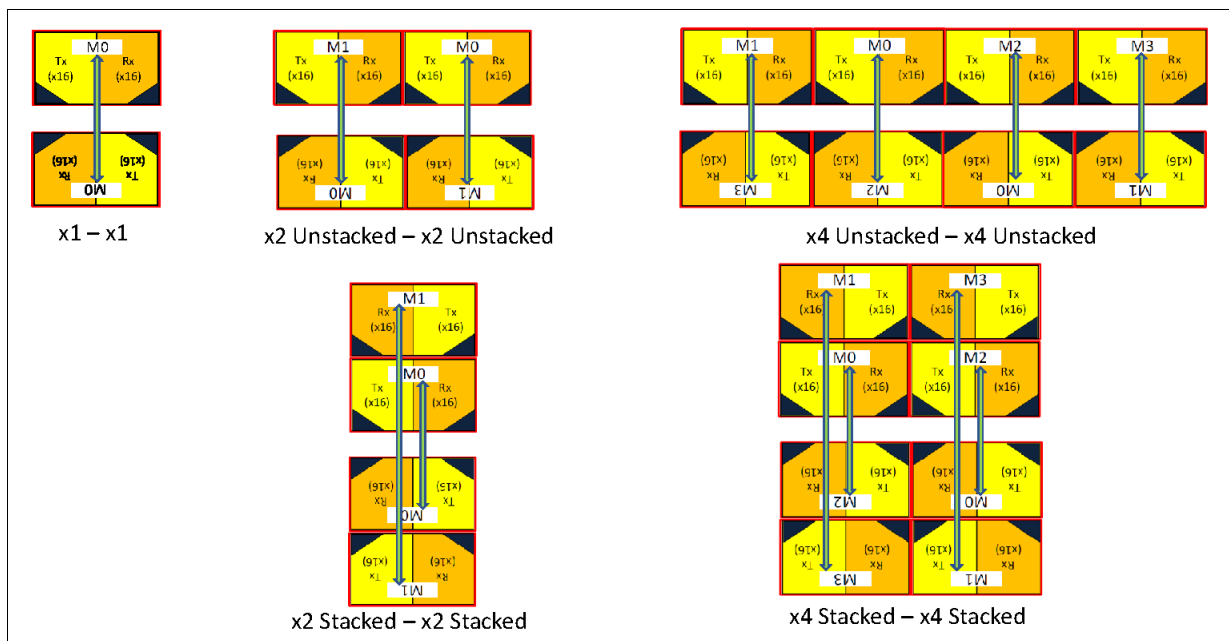 M0
Tx Rx
(x16) (x16)
(x16) (x16)
Rx Tx
M0
x1 – x1
M1 M0
Tx Rx Tx Rx
(x16) (x16) (x16) (x16)
(x16) (x16) (x16) (x16)
Rx Tx Rx Tx
M0 M1
x2 Unstacked – x2 Unstacked
M1 M0 M2 M3
Tx Rx Tx Rx Tx Rx Tx Rx
(x16) (x16) (x16) (x16) (x16) (x16) (x16) (x16)
(x16) (x16) (x16) (x16) (x16) (x16) (x16) (x16)
Rx Tx Rx Tx Rx Tx Rx Tx
M3 M2 M0 M1
x4 Unstacked – x4 Unstacked
M1
Rx Tx
(x16) (x16)
M0
Tx Rx
(x16) (x16)
(x16) (x15)
Rx Tx
M0
(x16) (x16)
Tx Rx
M1
x2 Stacked – x2 Stacked
M1 M3
Rx Tx Rx Tx
(x16) (x16) (x16) (x16)
M0 M2
Tx Rx Tx Rx
(x16) (x16) (x16) (x16)
(x15) (x16) (x16) (x16)
Rx Tx Rx Tx
M2 M0
(x16) (x16) (x16) (x16)
Tx Rx Tx Rx
M3 M1
x4 Stacked – x4 Stacked